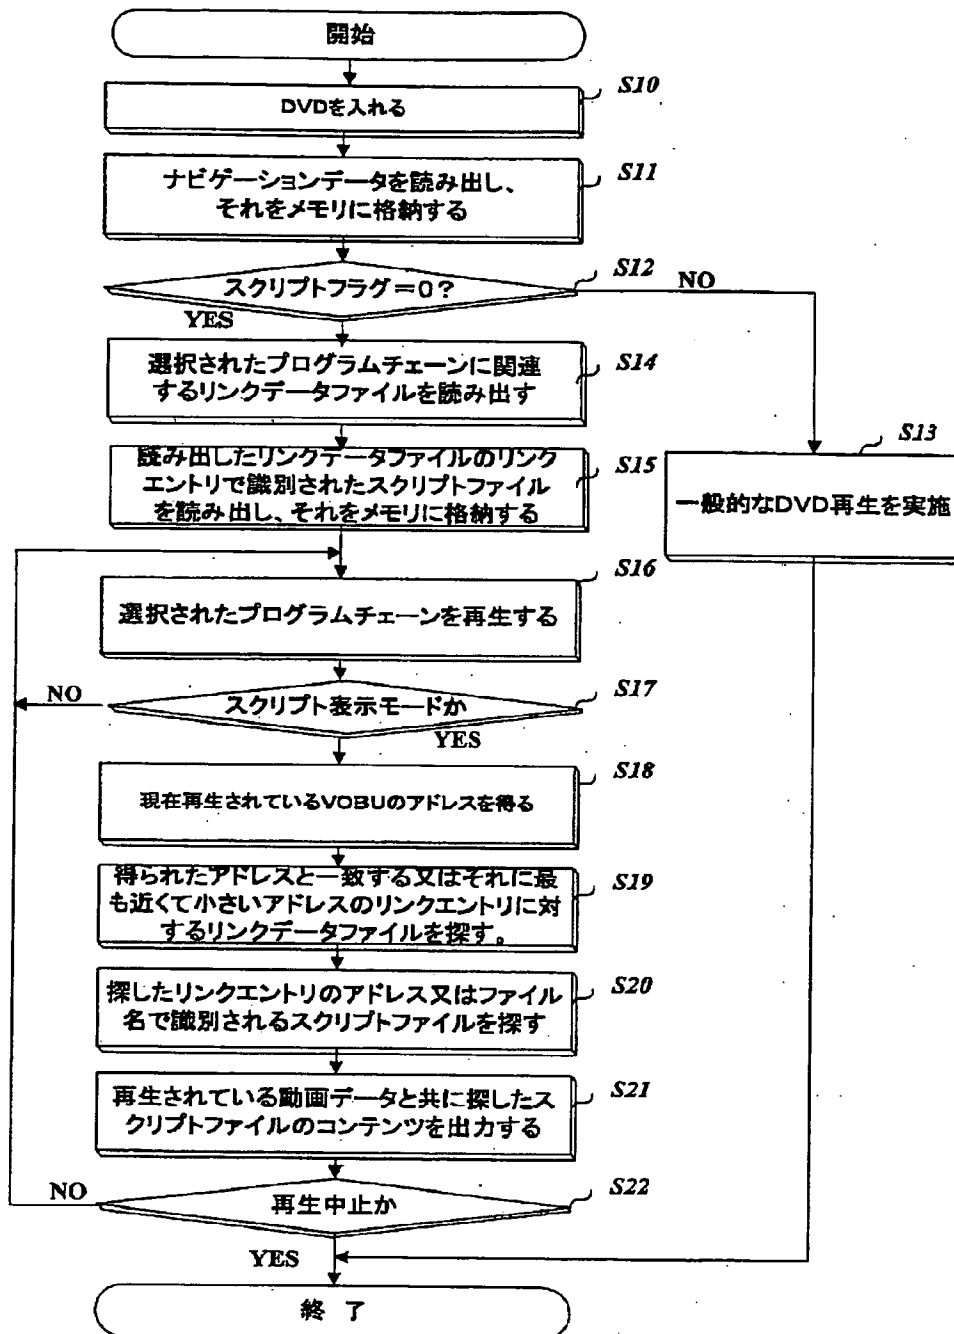 開始
S10
DVDを入れる
S11
ナビゲーションデータを読み出し、
それをメモリに格納する
S12
スクリプトフラグ=0?
NO
YES
S14
選択されたプログラムチェーンに関連
するリンクデータファイルを読み出す
S13
一般的なDVD再生を実施
S15
読み出したリンクデータファイルのリンク
エントリで識別されたスクリプトファイル
を読み出し、それをメモリに格納する
S16
選択されたプログラムチェーンを再生する
S17
NO
スクリプト表示モードか
YES
S18
現在再生されているVOBUのアドレスを得る
S19
得られたアドレスと一致する又はそれに最
も近くて小さいアドレスのリンクエントリに対
するリンクデータファイルを探す。
S20
探したリンクエントリのアドレス又はファイル
名で識別されるスクリプトファイルを探す
S21
再生されている動画データと共に探したス
クリプトファイルのコンテンツを出力する
S22
NO
再生中止か
YES
終 了